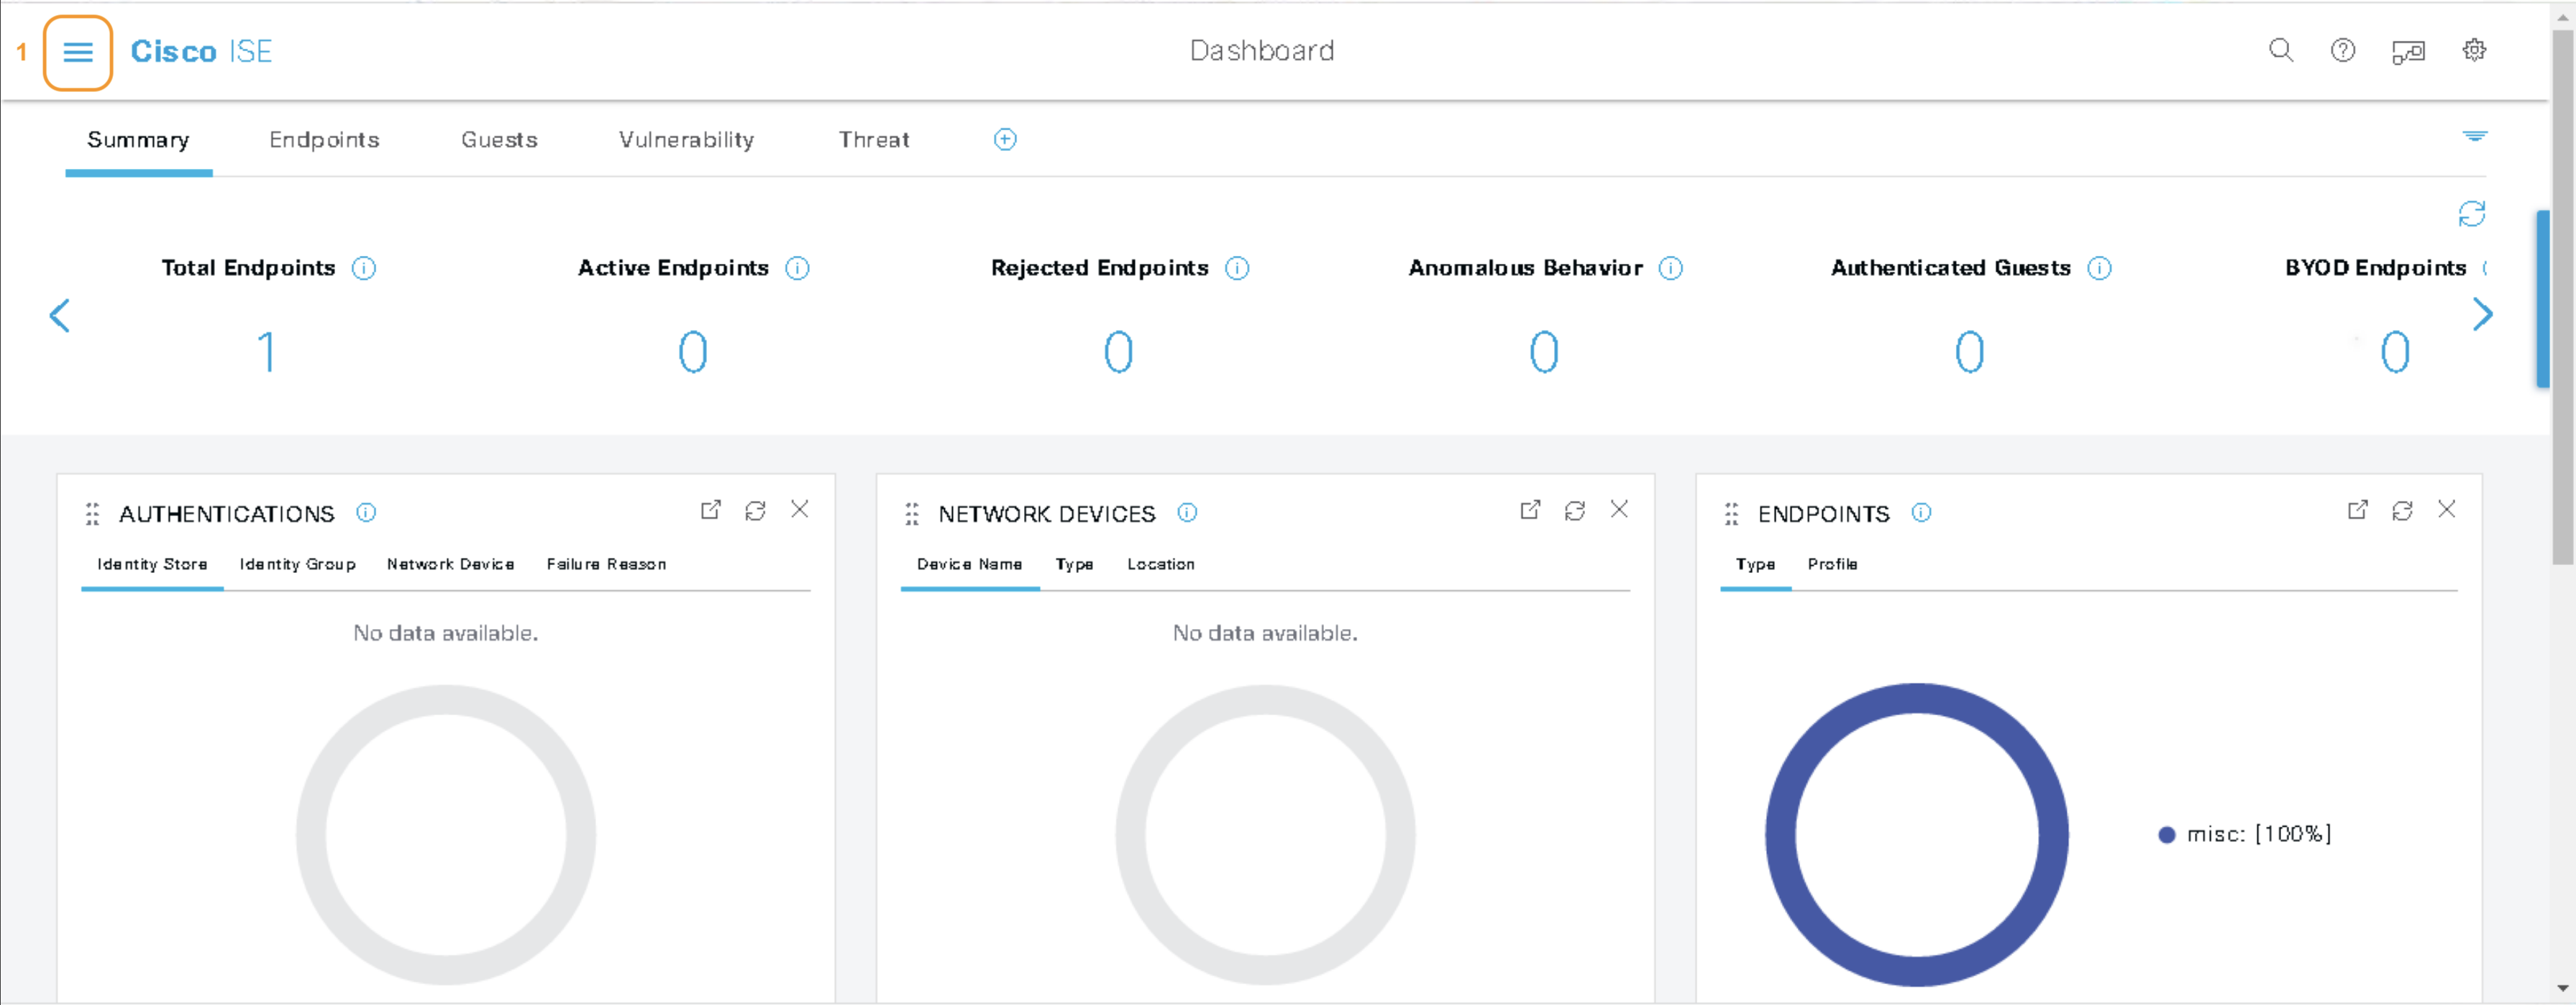 1 Cisco ISE Dashboard
Summary Endpoints Guests Vulnerability Threat
Total Endpoints Active Endpoints Rejected Endpoints Anomalous Behavior Authenticated Guests BYOD Endpoints
1 0 0 0 0 0
AUTHENTICATIONS
Identity Store Identity Group Network Device Failure Reason
No data available.
NETWORK DEVICES
Device Name Type Location
No data available.
ENDPOINTS
Type Profile
misc: [100%]